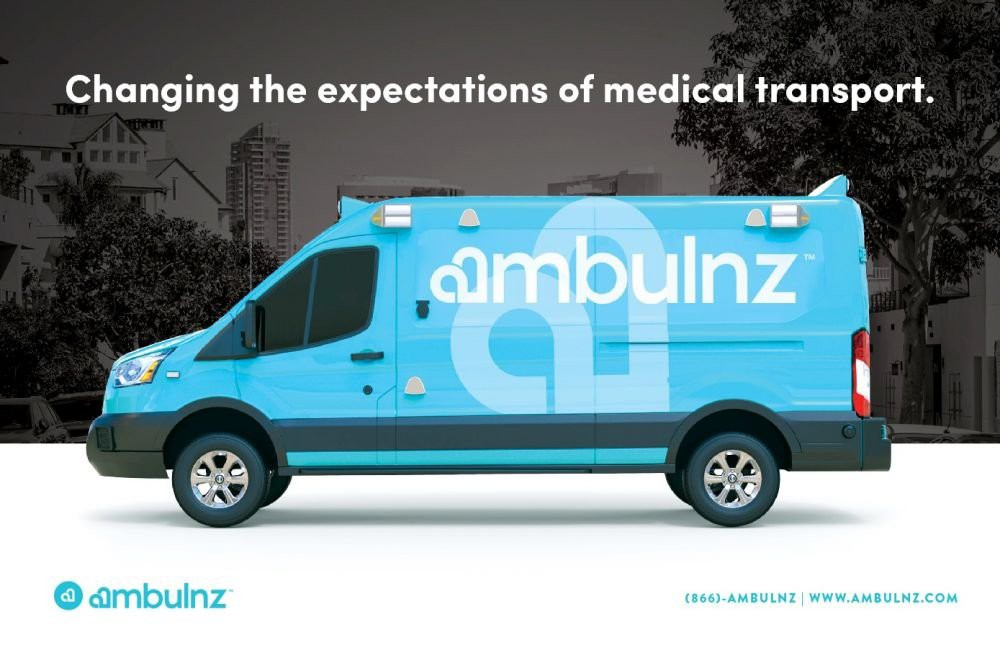 Changing the expectations of medical transport.
ambulnz™
ambulnz™
(866)-AMBULNZ | WWW.AMBULNZ.COM